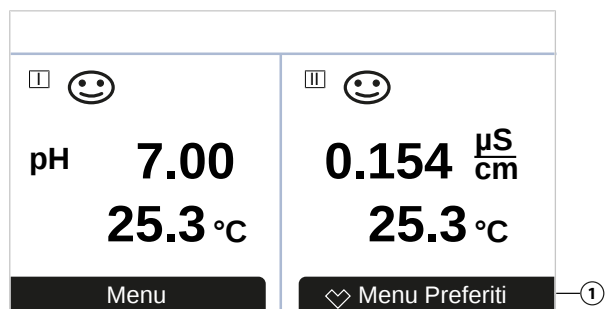 I
pH 7.00
25.3 °C
Menu
II
0.154 µS/cm
25.3 °C
Menu Preferiti
1